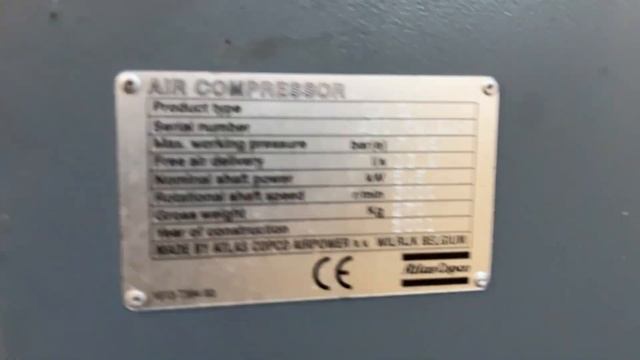 AIR COMPRESSOR
Product type
Serial number
Max. working pressure bar(e)
Free air delivery l/s
Nominal shaft power kW
Rotational shaft speed r/min
Gross weight Kg
Year of construction
MADE BY ATLAS COPCO AIRPOWER n.v. WILRIJK BELGIUM
CE
Atlas Copco